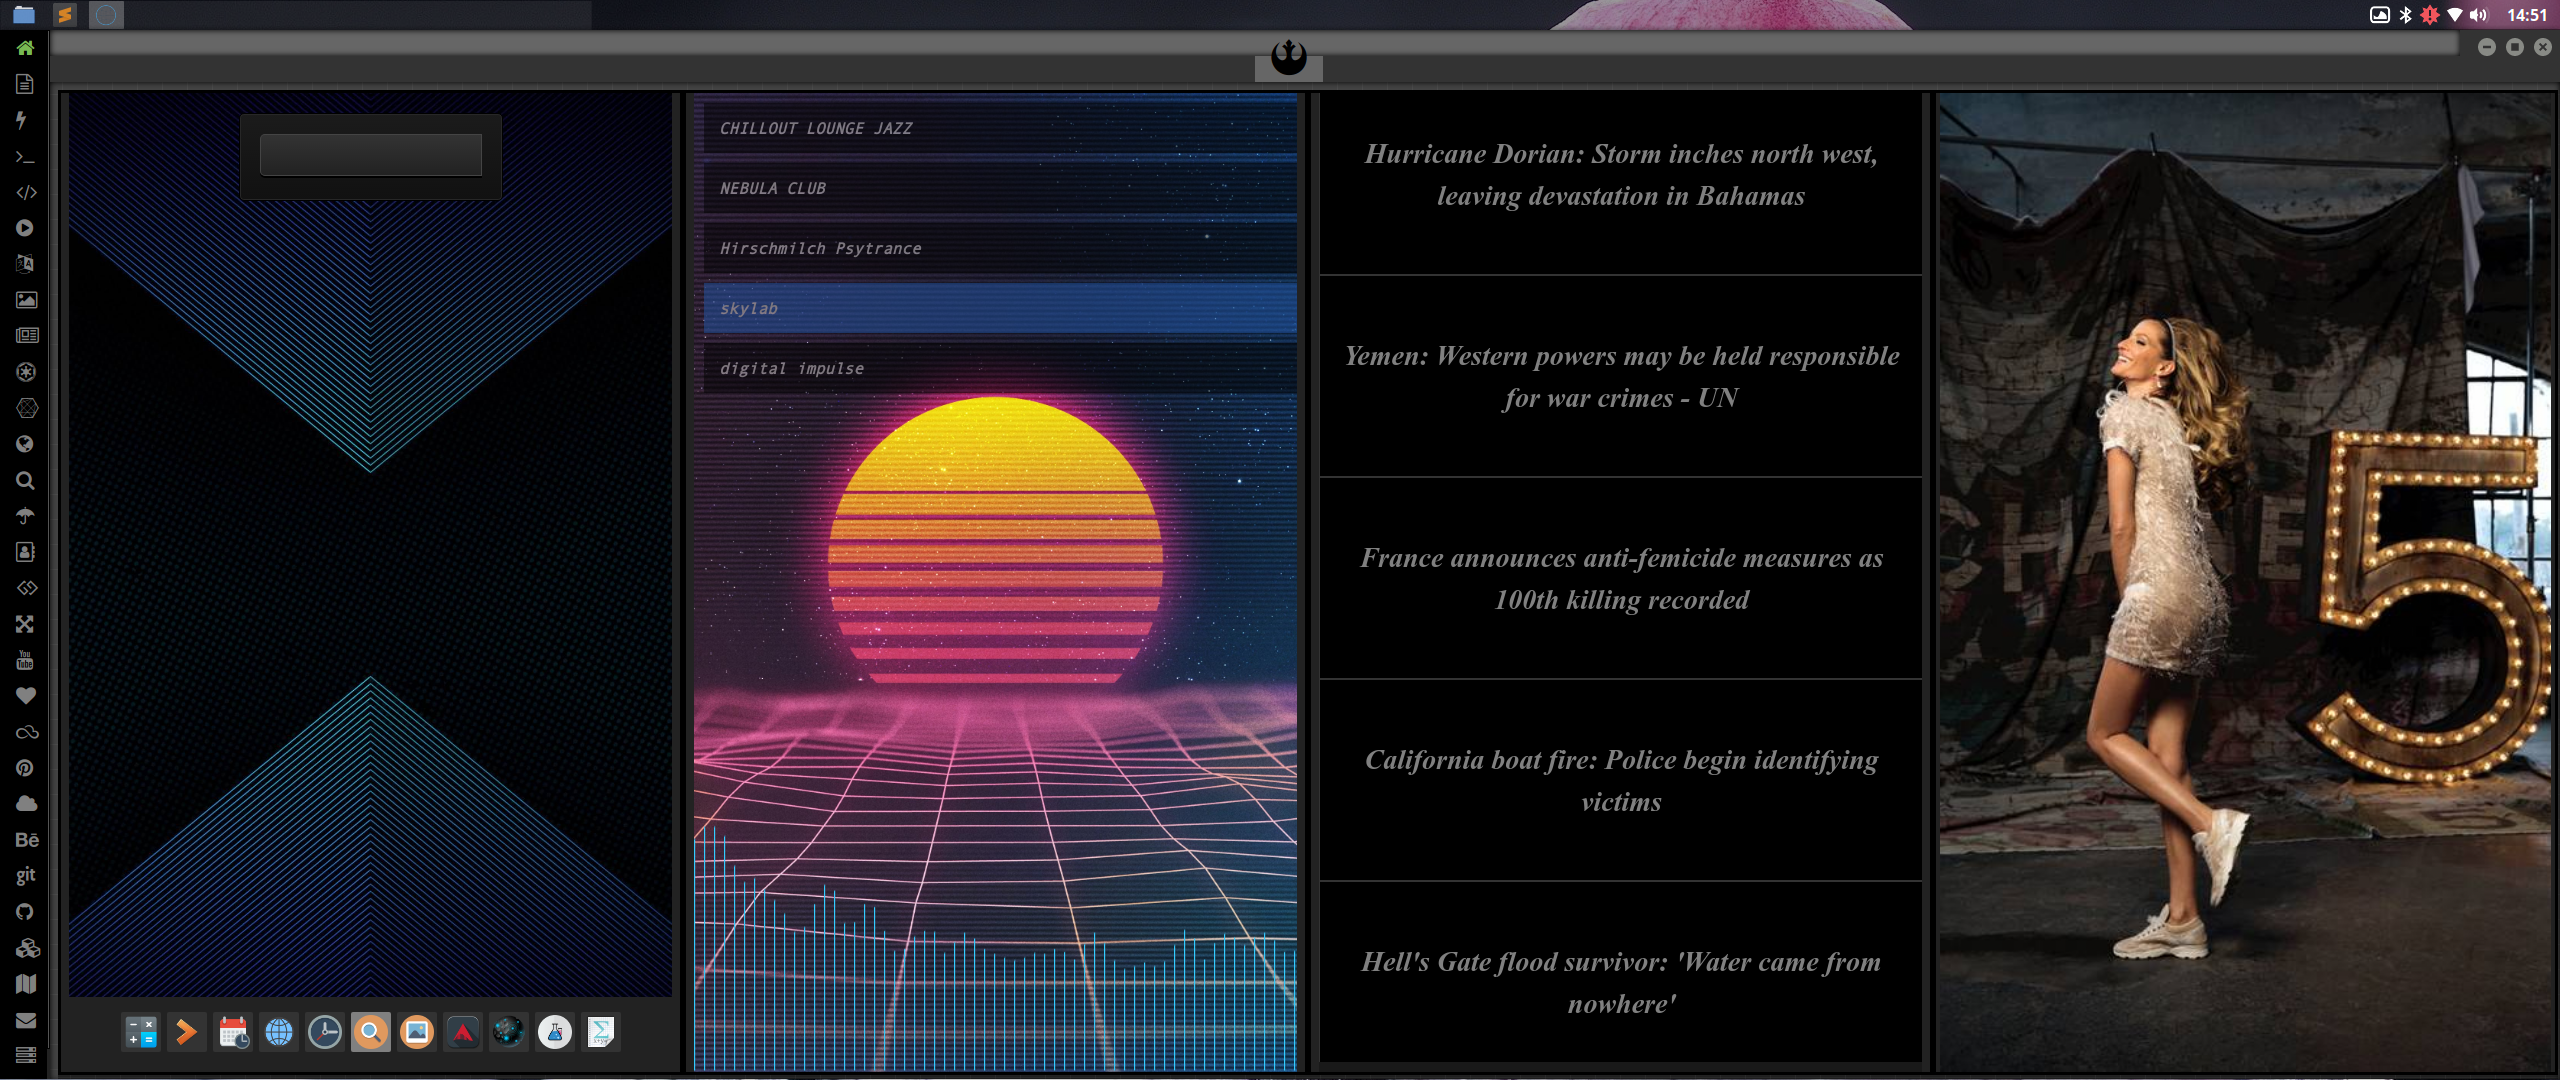 14:51
CHILLOUT LOUNGE JAZZ
NEBULA CLUB
Hirschmilch Psytrance
skylab
digital impulse
Hurricane Dorian: Storm inches north west,
leaving devastation in Bahamas
Yemen: Western powers may be held responsible
for war crimes - UN
France announces anti-femicide measures as
100th killing recorded
California boat fire: Police begin identifying
victims
Hell's Gate flood survivor: 'Water came from
nowhere'
5
You
Tube
Bē
git